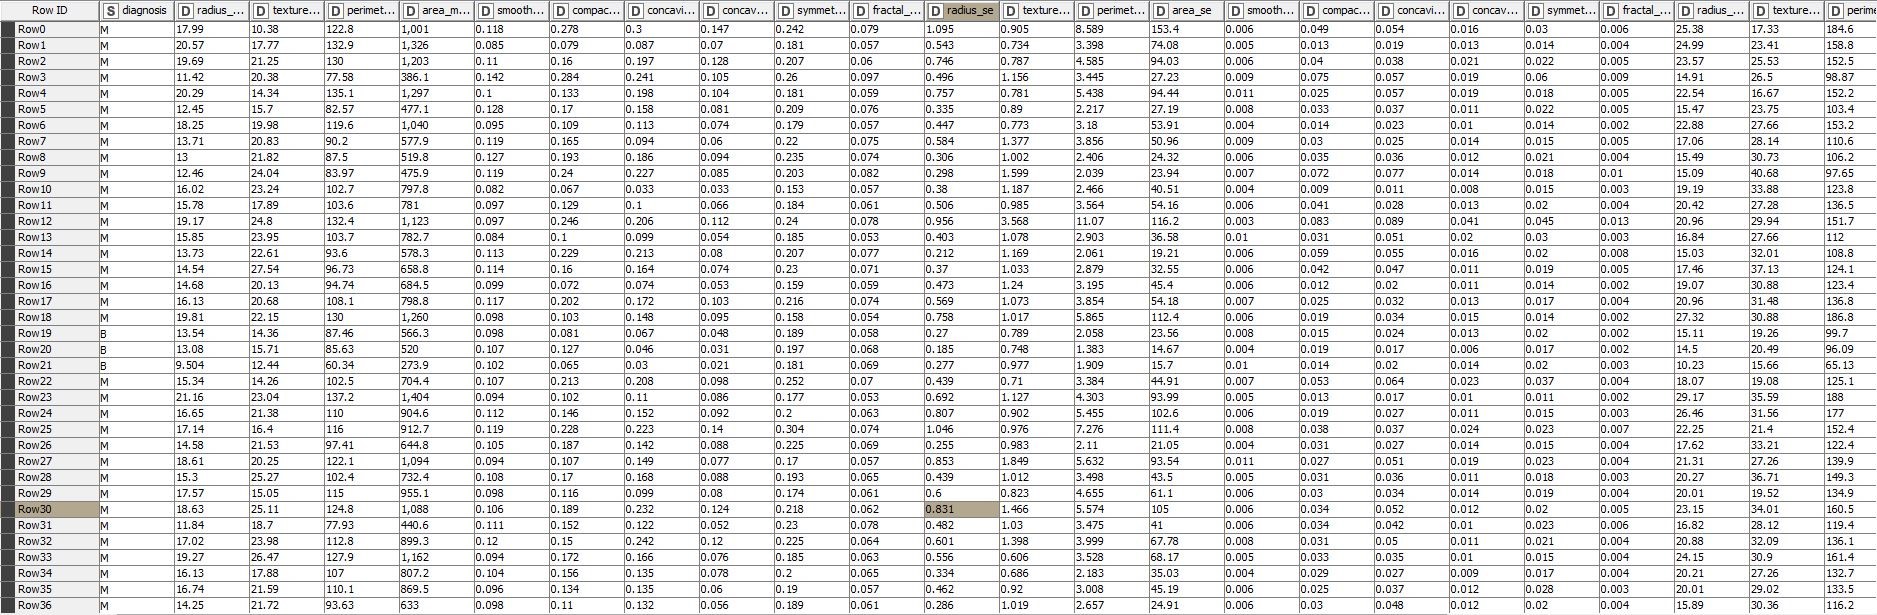 Row ID S diagnosis D radius_... D texture... D perimet... D area_m... D smooth... D compac... D concavi... D concav... D symmet... D fractal_... D radius_se D texture... D perimet... D area_se D smooth... D compac... D concavi... D concav... D symmet... D fractal_... D radius_... D texture... D perime
Row0 M 17.99 10.38 122.8 1,001 0.118 0.278 0.3 0.147 0.242 0.079 1.095 0.905 8.589 153.4 0.006 0.049 0.054 0.016 0.03 0.006 25.38 17.33 184.6
Row1 M 20.57 17.77 132.9 1,326 0.085 0.079 0.087 0.07 0.181 0.057 0.543 0.734 3.398 74.08 0.005 0.013 0.019 0.013 0.014 0.004 24.99 23.41 158.8
Row2 M 19.69 21.25 130 1,203 0.11 0.16 0.197 0.128 0.207 0.06 0.746 0.787 4.585 94.03 0.006 0.04 0.038 0.021 0.022 0.005 23.57 25.53 152.5
Row3 M 11.42 20.38 77.58 386.1 0.142 0.284 0.241 0.105 0.26 0.097 0.496 1.156 3.445 27.23 0.009 0.075 0.057 0.019 0.06 0.009 14.91 26.5 98.87
Row4 M 20.29 14.34 135.1 1,297 0.1 0.133 0.198 0.104 0.181 0.059 0.757 0.781 5.438 94.44 0.011 0.025 0.057 0.019 0.018 0.005 22.54 16.67 152.2
Row5 M 12.45 15.7 82.57 477.1 0.128 0.17 0.158 0.081 0.209 0.076 0.335 0.89 2.217 27.19 0.008 0.033 0.037 0.011 0.022 0.005 15.47 23.75 103.4
Row6 M 18.25 19.98 119.6 1,040 0.095 0.109 0.113 0.074 0.179 0.057 0.447 0.773 3.18 53.91 0.004 0.014 0.023 0.01 0.014 0.002 22.88 27.66 153.2
Row7 M 13.71 20.83 90.2 577.9 0.119 0.165 0.094 0.06 0.22 0.075 0.584 1.377 3.856 50.96 0.009 0.03 0.025 0.014 0.015 0.005 17.06 28.14 110.6
Row8 M 13 21.82 87.5 519.8 0.127 0.193 0.186 0.094 0.235 0.074 0.306 1.002 2.406 24.32 0.006 0.035 0.036 0.012 0.021 0.004 15.49 30.73 106.2
Row9 M 12.46 24.04 83.97 475.9 0.119 0.24 0.227 0.085 0.203 0.082 0.298 1.599 2.039 23.94 0.007 0.072 0.077 0.014 0.018 0.01 15.09 40.68 97.65
Row10 M 16.02 23.24 102.7 797.8 0.082 0.067 0.033 0.033 0.153 0.057 0.38 1.187 2.466 40.51 0.004 0.009 0.011 0.008 0.015 0.003 19.19 33.88 123.8
Row11 M 15.78 17.89 103.6 781 0.097 0.129 0.1 0.066 0.184 0.061 0.506 0.985 3.564 54.16 0.006 0.041 0.028 0.013 0.02 0.004 20.42 27.28 136.5
Row12 M 19.17 24.8 132.4 1,123 0.097 0.246 0.206 0.112 0.24 0.078 0.956 3.568 11.07 116.2 0.003 0.083 0.089 0.041 0.045 0.013 20.96 29.94 151.7
Row13 M 15.85 23.95 103.7 782.7 0.084 0.1 0.099 0.054 0.185 0.053 0.403 1.078 2.903 36.58 0.01 0.031 0.051 0.02 0.03 0.003 16.84 27.66 112
Row14 M 13.73 22.61 93.6 578.3 0.113 0.229 0.213 0.08 0.207 0.077 0.212 1.169 2.061 19.21 0.006 0.059 0.055 0.016 0.02 0.008 15.03 32.01 108.8
Row15 M 14.54 27.54 96.73 658.8 0.114 0.16 0.164 0.074 0.23 0.071 0.37 1.033 2.879 32.55 0.006 0.042 0.047 0.011 0.019 0.005 17.46 37.13 124.1
Row16 M 14.68 20.13 94.74 684.5 0.099 0.072 0.074 0.053 0.159 0.059 0.473 1.24 3.195 45.4 0.006 0.012 0.02 0.011 0.014 0.002 19.07 30.88 123.4
Row17 M 16.13 20.68 108.1 798.8 0.117 0.202 0.172 0.103 0.216 0.074 0.569 1.073 3.854 54.18 0.007 0.025 0.032 0.013 0.017 0.004 20.96 31.48 136.8
Row18 M 19.81 22.15 130 1,260 0.098 0.103 0.148 0.095 0.158 0.054 0.758 1.017 5.865 112.4 0.006 0.019 0.034 0.015 0.014 0.002 27.32 30.88 186.8
Row19 B 13.54 14.36 87.46 566.3 0.098 0.081 0.067 0.048 0.189 0.058 0.27 0.789 2.058 23.56 0.008 0.015 0.024 0.013 0.02 0.002 15.11 19.26 99.7
Row20 B 13.08 15.71 85.63 520 0.107 0.127 0.046 0.031 0.197 0.068 0.185 0.748 1.383 14.67 0.004 0.019 0.017 0.006 0.017 0.002 14.5 20.49 96.09
Row21 B 9.504 12.44 60.34 273.9 0.102 0.065 0.03 0.021 0.181 0.069 0.277 0.977 1.909 15.7 0.01 0.014 0.02 0.014 0.02 0.003 10.23 15.66 65.13
Row22 M 15.34 14.26 102.5 704.4 0.107 0.213 0.208 0.098 0.252 0.07 0.439 0.71 3.384 44.91 0.007 0.053 0.064 0.023 0.037 0.004 18.07 19.08 125.1
Row23 M 21.16 23.04 137.2 1,404 0.094 0.102 0.11 0.086 0.177 0.053 0.692 1.127 4.303 93.99 0.005 0.013 0.017 0.01 0.011 0.002 29.17 35.59 188
Row24 M 16.65 21.38 110 904.6 0.112 0.146 0.152 0.092 0.2 0.063 0.807 0.902 5.455 102.6 0.006 0.019 0.027 0.011 0.015 0.003 26.46 31.56 177
Row25 M 17.14 16.4 116 912.7 0.119 0.228 0.223 0.14 0.304 0.074 1.046 0.976 7.276 111.4 0.008 0.038 0.037 0.024 0.023 0.007 22.25 21.4 152.4
Row26 M 14.58 21.53 97.41 644.8 0.105 0.187 0.142 0.088 0.225 0.069 0.255 0.983 2.11 21.05 0.004 0.031 0.027 0.014 0.015 0.004 17.62 33.21 122.4
Row27 M 18.61 20.25 122.1 1,094 0.094 0.107 0.149 0.077 0.17 0.057 0.853 1.849 5.632 93.54 0.011 0.027 0.051 0.019 0.023 0.004 21.31 27.26 139.9
Row28 M 15.3 25.27 102.4 732.4 0.108 0.17 0.168 0.088 0.193 0.065 0.439 1.012 3.498 43.5 0.005 0.031 0.036 0.011 0.018 0.003 20.27 36.71 149.3
Row29 M 17.57 15.05 115 955.1 0.098 0.116 0.099 0.08 0.174 0.061 0.6 0.823 4.655 61.1 0.006 0.03 0.034 0.014 0.019 0.004 20.01 19.52 134.9
Row30 M 18.63 25.11 124.8 1,088 0.106 0.189 0.232 0.124 0.218 0.062 0.831 1.466 5.574 105 0.006 0.034 0.052 0.012 0.02 0.005 23.15 34.01 160.5
Row31 M 11.84 18.7 77.93 440.6 0.111 0.152 0.122 0.052 0.23 0.078 0.482 1.03 3.475 41 0.006 0.034 0.042 0.01 0.023 0.006 16.82 28.12 119.4
Row32 M 17.02 23.98 112.8 899.3 0.12 0.15 0.242 0.12 0.225 0.064 0.601 1.398 3.999 67.78 0.008 0.031 0.05 0.011 0.021 0.004 20.88 32.09 136.1
Row33 M 19.27 26.47 127.9 1,162 0.094 0.172 0.166 0.076 0.185 0.063 0.556 0.606 3.528 68.17 0.005 0.033 0.035 0.01 0.015 0.004 24.15 30.9 161.4
Row34 M 16.13 17.88 107 807.2 0.104 0.156 0.135 0.078 0.2 0.065 0.334 0.686 2.183 35.03 0.004 0.029 0.027 0.009 0.017 0.004 20.21 27.26 132.7
Row35 M 16.74 21.59 110.1 869.5 0.096 0.134 0.135 0.06 0.19 0.057 0.462 0.92 3.008 45.19 0.006 0.025 0.037 0.012 0.028 0.003 20.01 29.02 133.5
Row36 M 14.25 21.72 93.63 633 0.098 0.11 0.132 0.056 0.189 0.061 0.286 1.019 2.657 24.91 0.006 0.03 0.048 0.012 0.02 0.004 15.89 30.36 116.2